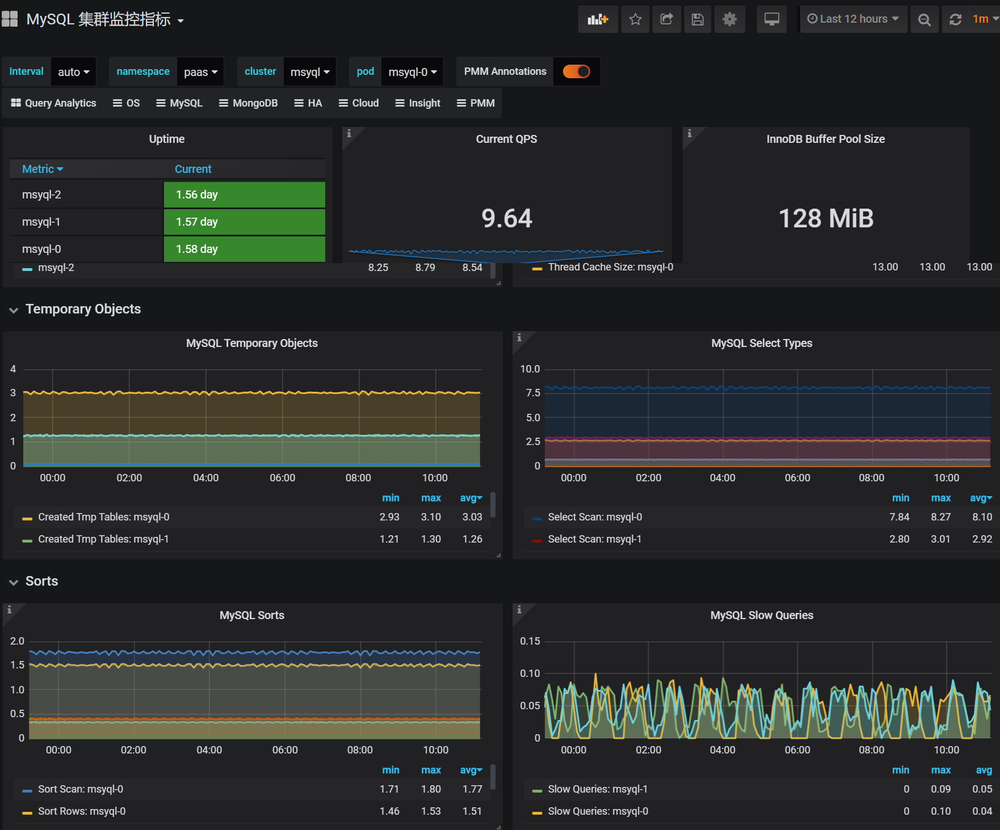 MySQL 集群监控指标
Last 12 hours
1m
Interval auto namespace paas cluster msyql pod msyql-0 PMM Annotations
Query Analytics OS MySQL MongoDB HA Cloud Insight PMM
Uptime
Metric Current
msyql-2 1.56 day
msyql-1 1.57 day
msyql-0 1.58 day
Current QPS
9.64
InnoDB Buffer Pool Size
128 MiB
msyql-2 8.25 8.79 8.54
Thread Cache Size: msyql-0 13.00 13.00 13.00
Temporary Objects
MySQL Temporary Objects
4
3
2
1
0
00:00 02:00 04:00 06:00 08:00 10:00
min max avg
Created Tmp Tables: msyql-0 2.93 3.10 3.03
Created Tmp Tables: msyql-1 1.21 1.30 1.26
MySQL Select Types
10.0
7.5
5.0
2.5
0
00:00 02:00 04:00 06:00 08:00 10:00
min max avg
Select Scan: msyql-0 7.84 8.27 8.10
Select Scan: msyql-1 2.80 3.01 2.92
Sorts
MySQL Sorts
2.0
1.5
1.0
0.5
0
00:00 02:00 04:00 06:00 08:00 10:00
min max avg
Sort Scan: msyql-0 1.71 1.80 1.77
Sort Rows: msyql-0 1.46 1.53 1.51
MySQL Slow Queries
0.15
0.10
0.05
0
00:00 02:00 04:00 06:00 08:00 10:00
min max avg
Slow Queries: msyql-1 0 0.09 0.05
Slow Queries: msyql-0 0 0.10 0.04